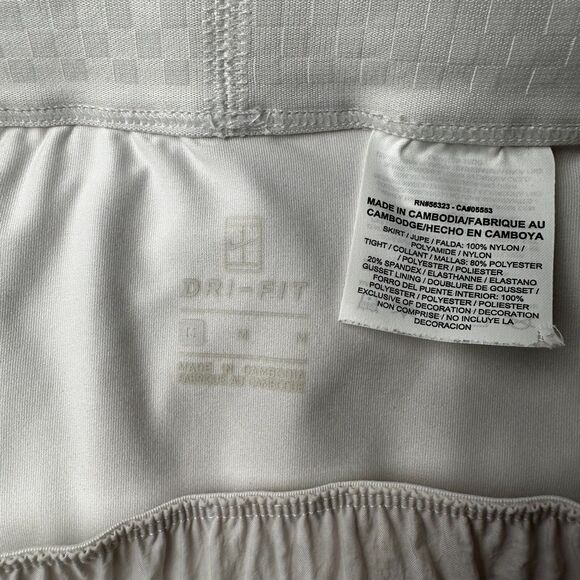 DRI-FIT
M M
MADE IN CAMBODIA
FABRIQUÉ AU CAMBODGE
RN#56323 - CA#05553
MADE IN CAMBODIA/FABRIQUE AU
CAMBODGE/HECHO EN CAMBOYA
SKIRT / JUPE / FALDA: 100% NYLON /
POLYAMIDE / NYLON
TIGHT / COLLANT / MALLAS: 80% POLYESTER
/ POLYESTER / POLIESTER
20% SPANDEX / ELASTHANNE / ELASTANO
GUSSET LINING / DOUBLURE DE GOUSSET /
FORRO DEL PUENTE INTERIOR: 100%
POLYESTER / POLYESTER / POLIESTER
EXCLUSIVE OF DECORATION / DECORATION
NON COMPRISE / NO INCLUYE LA
DECORACION